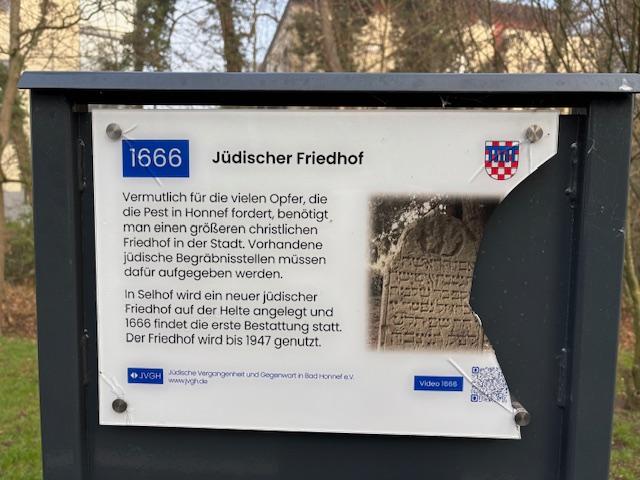 1666 Jüdischer Friedhof
Vermutlich für die vielen Opfer, die
die Pest in Honnef fordert, benötigt
man einen größeren christlichen
Friedhof in der Stadt. Vorhandene
jüdische Begräbnisstellen müssen
dafür aufgegeben werden.
In Selhof wird ein neuer jüdischer
Friedhof auf der Helte angelegt und
1666 findet die erste Bestattung statt.
Der Friedhof wird bis 1947 genutzt.
JVGH
Jüdische Vergangenheit und Gegenwart in Bad Honnef e.V.
www.jvgh.de
Video 1666